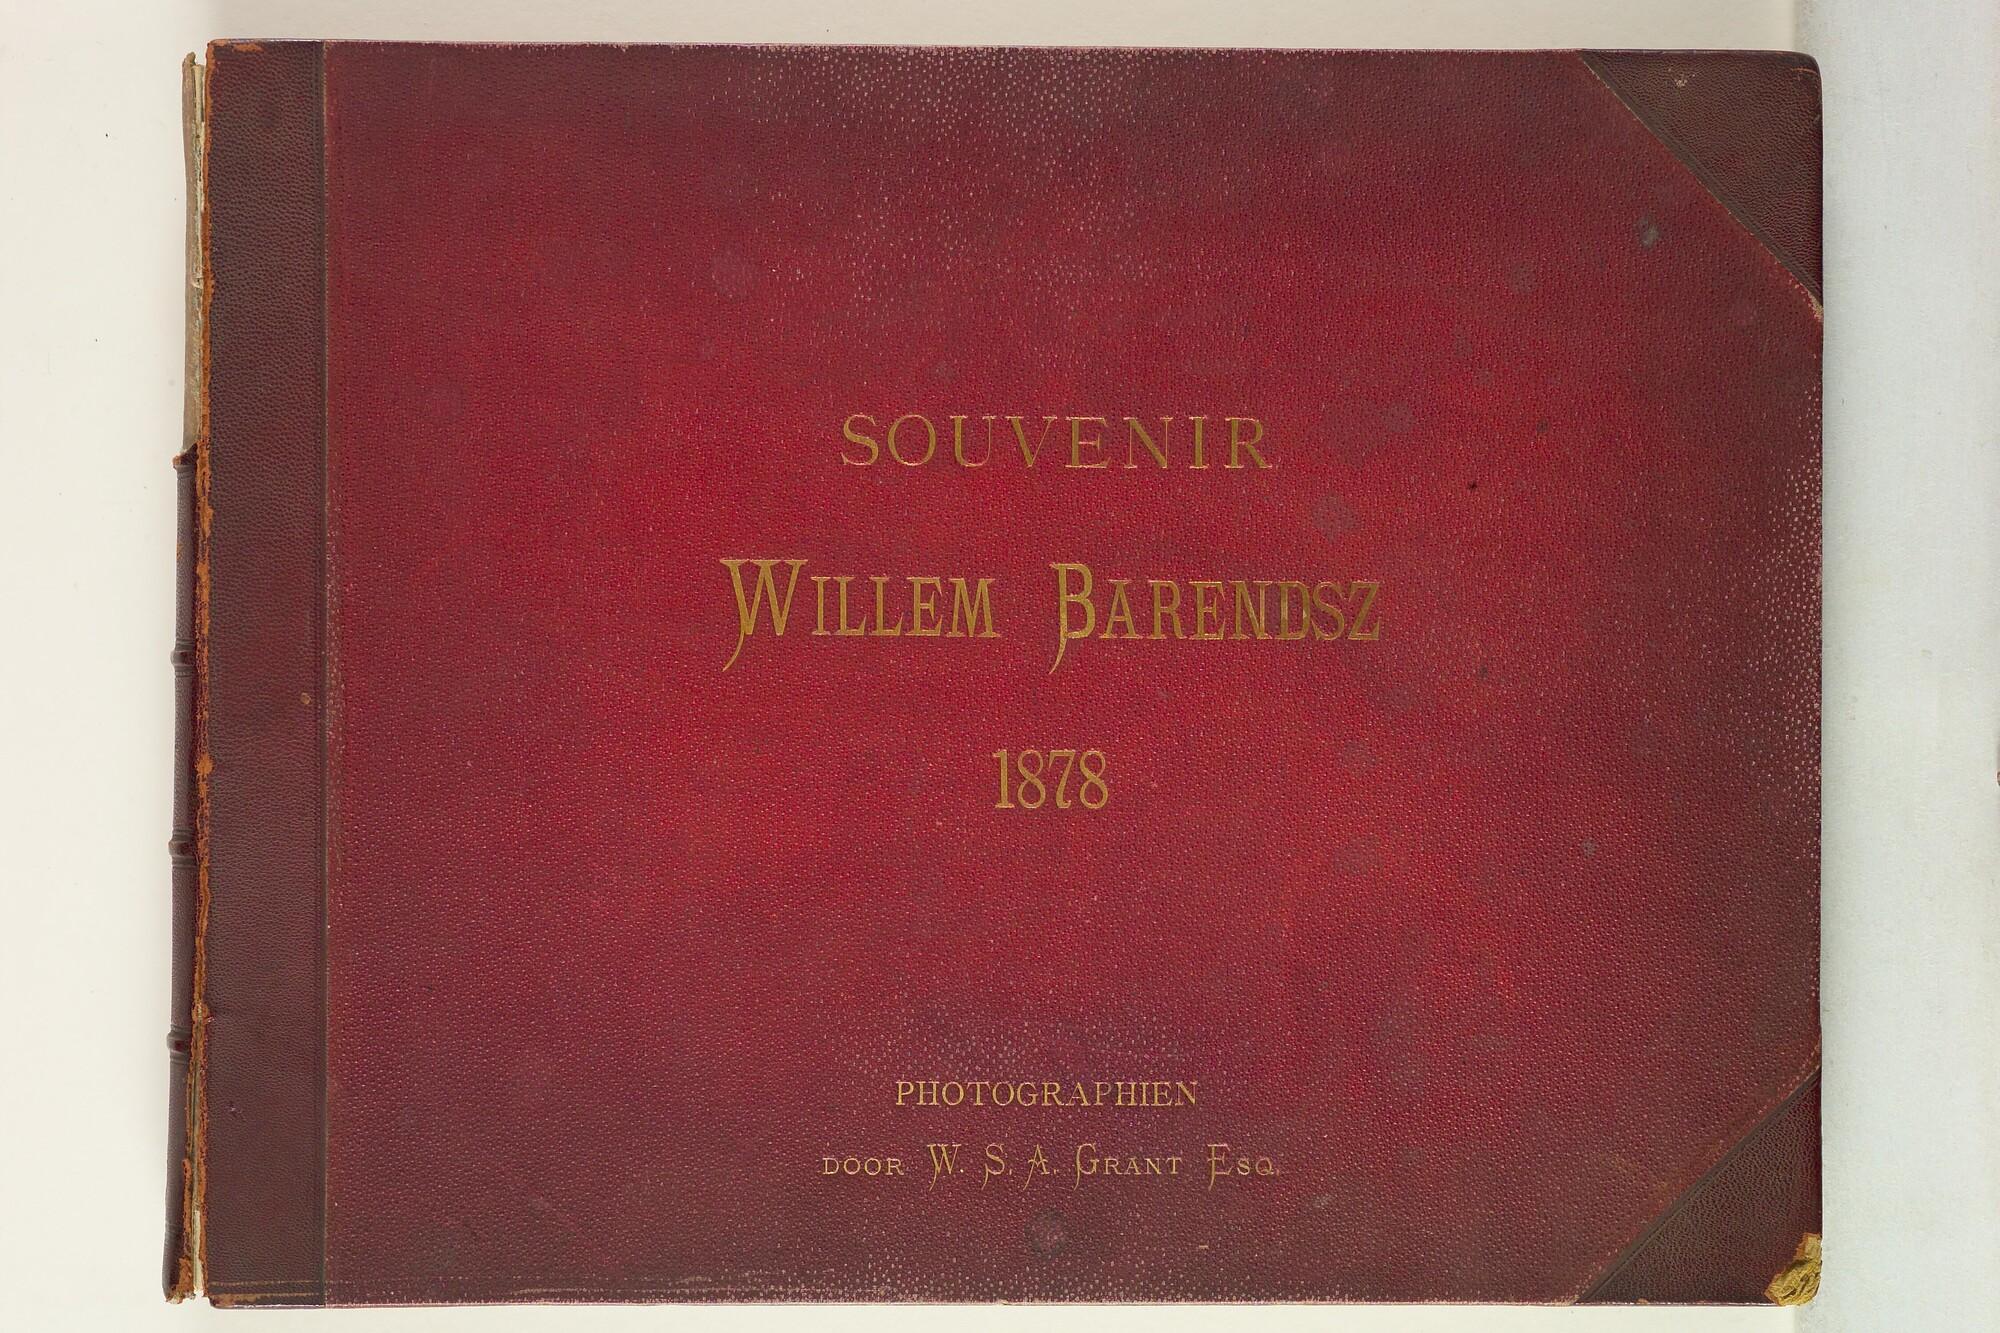 SOUVENIR
WILLEM BARENDSZ
1878
PHOTOGRAPHIEN
DOOR W. S. A. GRANT ESQ.